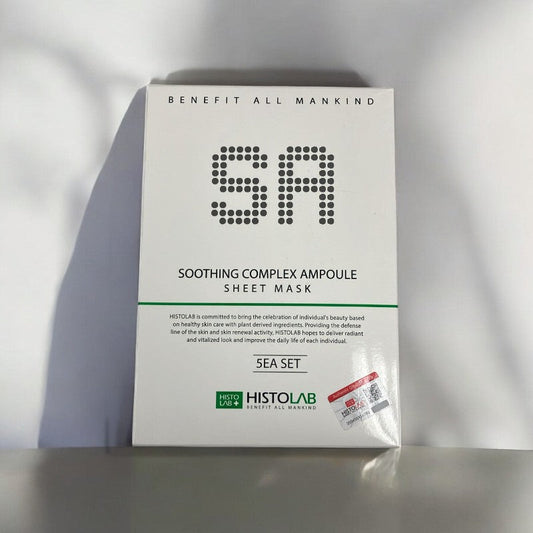 BENEFIT ALL MANKIND
SA
SOOTHING COMPLEX AMPOULE
SHEET MASK
HISTOLAB is committed to bring the celebration of individual's beauty based
on healthy skin care with plant derived ingredients. Providing the defense
line of the skin and skin renewal activity, HISTOLAB hopes to deliver radiant
and vitalized look and improve the daily life of each individual.
5EA SET
HISTO
LAB
HISTOLAB
BENEFIT ALL MANKIND
HISTOLAB